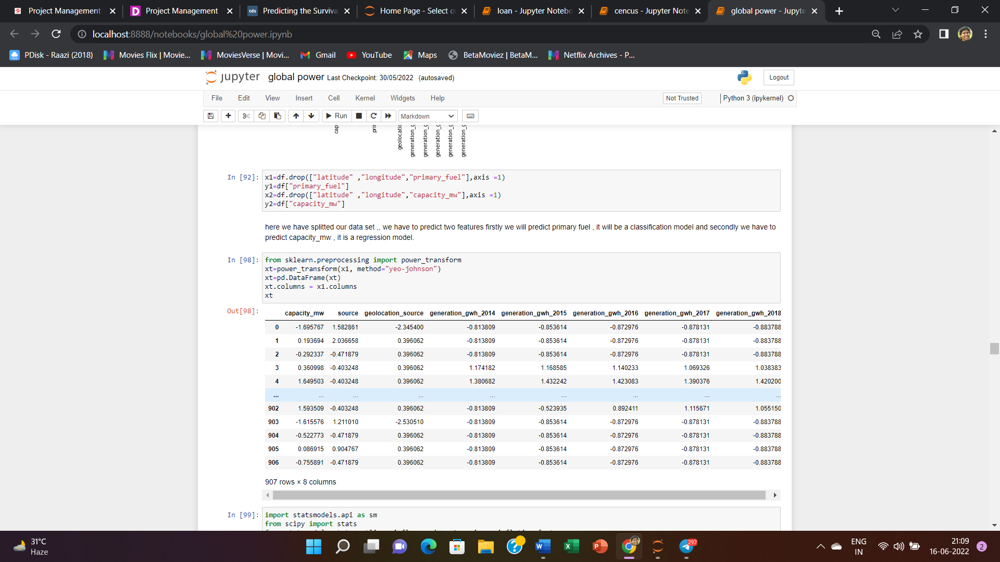 Project Management
Project Management
tds Predicting the Surviva
Home Page - Select o
loan - Jupyter Notebo
cencus - Jupyter Note
global power - Jupyte
localhost:8888/notebooks/global%20power.ipynb
PDisk - Raazi (2018) Movies Flix | Movie... MoviesVerse | Movi... Gmail YouTube Maps BetaMoviez | BetaM... Netflix Archives - P...
jupyter global power Last Checkpoint: 30/05/2022 (autosaved) Logout
File Edit View Insert Cell Kernel Widgets Help Not Trusted Python 3 (ipykernel)
Run Markdown
cap
pri
geolocatic
generation_g
generation_g
generation_g
generation_g
generation_g
In [92]: x1=df.drop(["latitude" ,"longitude","primary_fuel"],axis =1)
y1=df["primary_fuel"]
x2=df.drop(["latitude" ,"longitude","capacity_mw"],axis =1)
y2=df["capacity_mw"]
here we have splitted our data set ,, we have to predict two features firstly we will predict primary fuel , it will be a classification model and secondly we have to
predict capacity_mw , it is a regression model.
In [98]: from sklearn.preprocessing import power_transform
xt=power_transform(x1, method="yeo-johnson")
xt=pd.DataFrame(xt)
xt.columns = x1.columns
xt
Out[98]:
capacity_mw source geolocation_source generation_gwh_2014 generation_gwh_2015 generation_gwh_2016 generation_gwh_2017 generation_gwh_2018
0 -1.695767 1.582861 -2.345400 -0.813809 -0.853614 -0.872976 -0.878131 -0.883788
1 0.193694 2.036658 0.396062 -0.813809 -0.853614 -0.872976 -0.878131 -0.883788
2 -0.292337 -0.471879 0.396062 -0.813809 -0.853614 -0.872976 -0.878131 -0.883788
3 0.360998 -0.403248 0.396062 1.174182 1.168585 1.140233 1.069326 1.038383
4 1.649503 -0.403248 0.396062 1.380682 1.432242 1.423083 1.390376 1.420200
... ... ... ... ... ... ... ... ...
902 1.593509 -0.403248 0.396062 -0.813809 -0.523935 0.892411 1.115671 1.055150
903 -1.615576 1.211010 -2.530510 -0.813809 -0.853614 -0.872976 -0.878131 -0.883788
904 -0.522773 -0.471879 0.396062 -0.813809 -0.853614 -0.872976 -0.878131 -0.883788
905 0.086915 0.904767 0.396062 -0.813809 -0.853614 -0.872976 -0.878131 -0.883788
906 -0.755891 -0.471879 0.396062 -0.813809 -0.853614 -0.872976 -0.878131 -0.883788
907 rows × 8 columns
In [99]: import statsmodels.api as sm
from scipy import stats
31°C
Haze
297
ENG
IN
21:09
16-06-2022
2